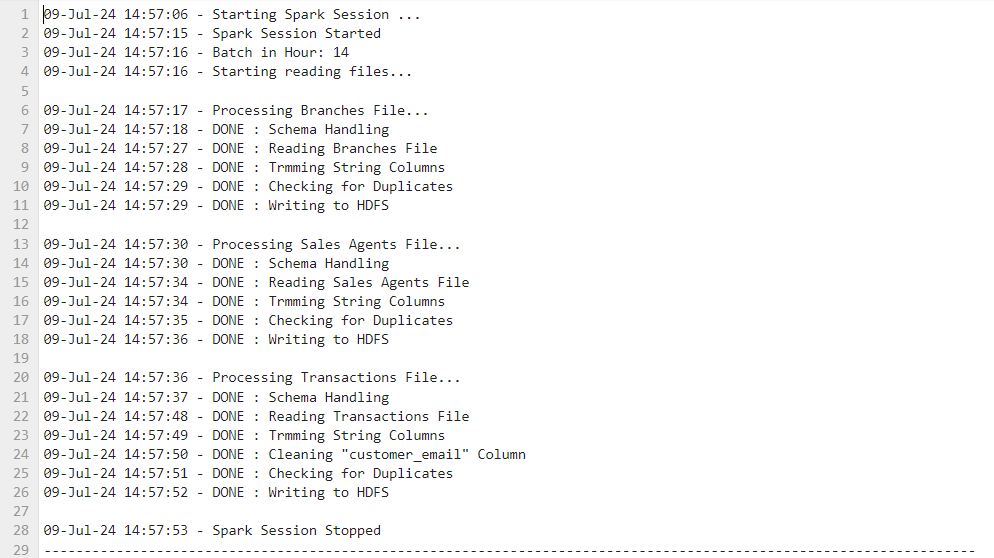 1 09-Jul-24 14:57:06 - Starting Spark Session ...
2 09-Jul-24 14:57:15 - Spark Session Started
3 09-Jul-24 14:57:16 - Batch in Hour: 14
4 09-Jul-24 14:57:16 - Starting reading files...
5
6 09-Jul-24 14:57:17 - Processing Branches File...
7 09-Jul-24 14:57:18 - DONE : Schema Handling
8 09-Jul-24 14:57:27 - DONE : Reading Branches File
9 09-Jul-24 14:57:28 - DONE : Trmming String Columns
10 09-Jul-24 14:57:29 - DONE : Checking for Duplicates
11 09-Jul-24 14:57:29 - DONE : Writing to HDFS
12
13 09-Jul-24 14:57:30 - Processing Sales Agents File...
14 09-Jul-24 14:57:30 - DONE : Schema Handling
15 09-Jul-24 14:57:34 - DONE : Reading Sales Agents File
16 09-Jul-24 14:57:34 - DONE : Trmming String Columns
17 09-Jul-24 14:57:35 - DONE : Checking for Duplicates
18 09-Jul-24 14:57:36 - DONE : Writing to HDFS
19
20 09-Jul-24 14:57:36 - Processing Transactions File...
21 09-Jul-24 14:57:37 - DONE : Schema Handling
22 09-Jul-24 14:57:48 - DONE : Reading Transactions File
23 09-Jul-24 14:57:49 - DONE : Trmming String Columns
24 09-Jul-24 14:57:50 - DONE : Cleaning "customer_email" Column
25 09-Jul-24 14:57:51 - DONE : Checking for Duplicates
26 09-Jul-24 14:57:52 - DONE : Writing to HDFS
27
28 09-Jul-24 14:57:53 - Spark Session Stopped
29 --------------------------------------------------------------------------------------------------------------------